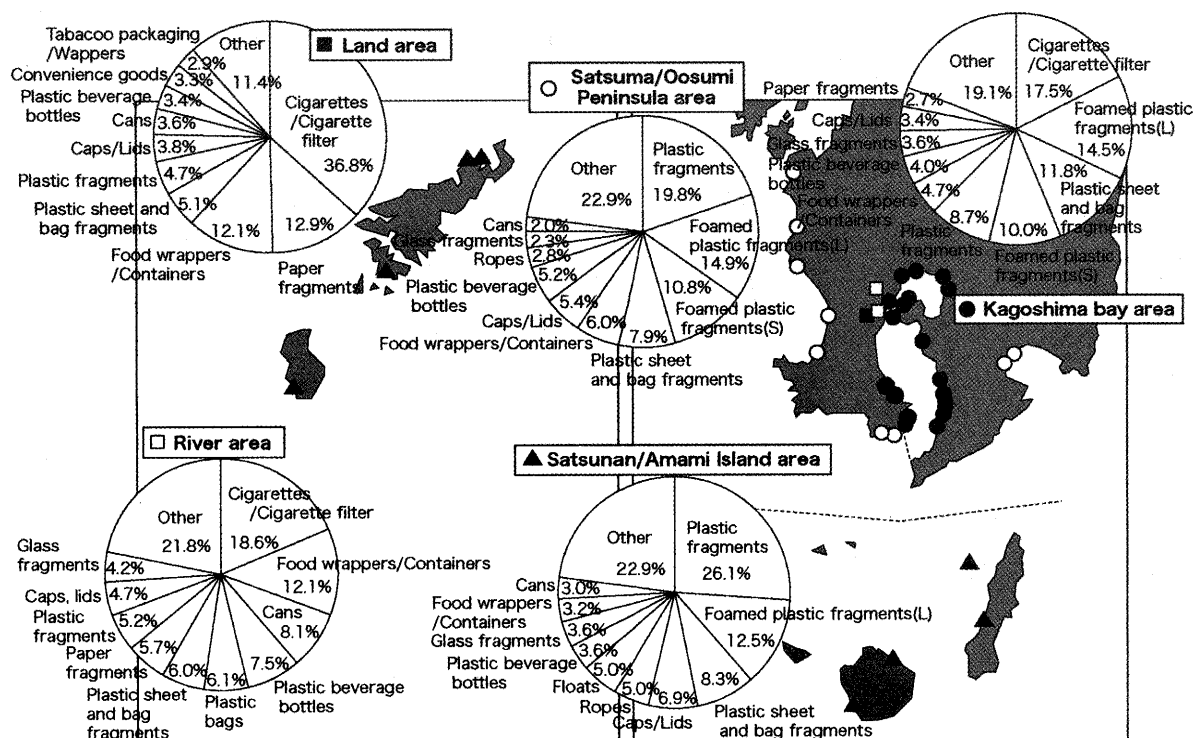 Land area
Cigarettes
/Cigarette
filter
36.8%
12.9%
Paper
fragments
12.1%
Food wrappers
/Containers
5.1%
Plastic sheet and
bag fragments
4.7%
Plastic fragments
3.8%
Caps/Lids
3.6%
Cans
3.4%
Plastic beverage
bottles
3.3%
Convenience goods
2.9%
Tabacoo packaging
/Wappers
Other
11.4%
Satsuma/Oosumi
Peninsula area
Plastic
fragments
19.8%
Foamed
plastic fragments(L)
14.9%
10.8%
Foamed plastic
fragments(S)
7.9%
Plastic sheet
and bag fragments
6.0%
Food wrappers/Containers
5.4%
Caps/Lids
5.2%
Plastic beverage
bottles
2.8%
Ropes
2.3%
Glass fragments
2.0%
Cans
Other
22.9%
Kagoshima bay area
Cigarettes
/Cigarette filter
17.5%
Foamed plastic
fragments(L)
14.5%
11.8%
Plastic sheet
and bag
fragments
10.0%
Foamed plastic
fragments(S)
8.7%
Plastic
fragments
4.7%
Food wrappers
/Containers
4.0%
Plastic beverage
bottles
3.6%
Glass fragments
3.4%
Caps/Lids
2.7%
Paper fragments
Other
19.1%
River area
Cigarettes
/Cigarette filter
18.6%
Food wrappers/Containers
12.1%
Cans
8.1%
7.5%
Plastic beverage
bottles
6.1%
Plastic
bags
6.0%
Plastic sheet
and bag
fragments
5.7%
Paper
fragments
5.2%
Plastic
fragments
4.7%
Caps, lids
4.2%
Glass
fragments
Other
21.8%
Satsunan/Amami Island area
Plastic
fragments
26.1%
Foamed plastic fragments(L)
12.5%
8.3%
Plastic sheet
and bag fragments
6.9%
Caps/Lids
5.0%
Ropes
5.0%
Floats
3.6%
Plastic beverage
bottles
3.6%
Glass fragments
3.2%
Food wrappers
/Containers
3.0%
Cans
Other
22.9%